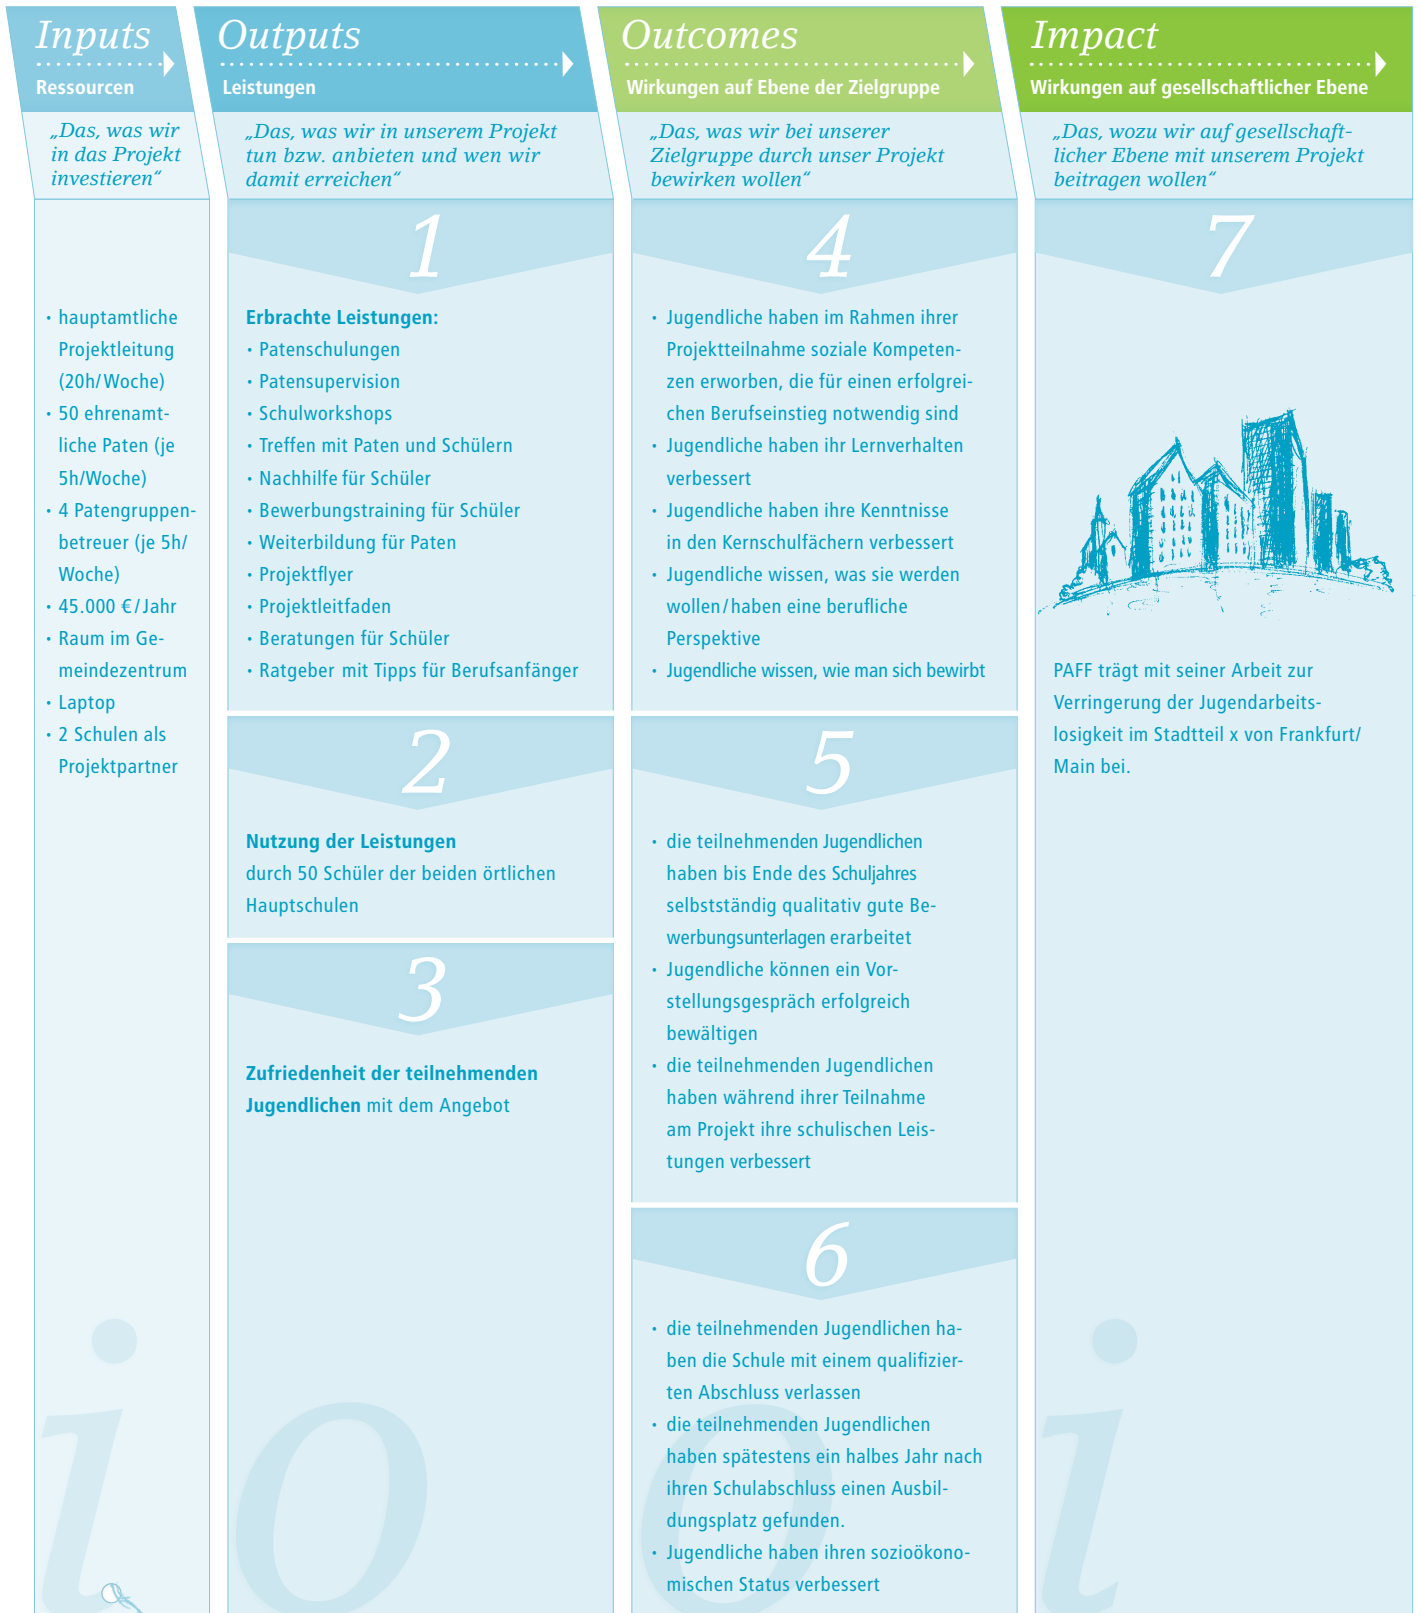 Inputs
Ressourcen
„Das, was wir
in das Projekt
investieren“
• hauptamtliche
Projektleitung
(20h/Woche)
• 50 ehrenamt-
liche Paten (je
5h/Woche)
• 4 Patengruppen-
betreuer (je 5h/
Woche)
• 45.000 €/Jahr
• Raum im Ge-
meindezentrum
• Laptop
• 2 Schulen als
Projektpartner
i
Outputs
Leistungen
„Das, was wir in unserem Projekt
tun bzw. anbieten und wen wir
damit erreichen“
1
Erbrachte Leistungen:
• Patenschulungen
• Patensupervision
• Schulworkshops
• Treffen mit Paten und Schülern
• Nachhilfe für Schüler
• Bewerbungstraining für Schüler
• Weiterbildung für Paten
• Projektflyer
• Projektleitfaden
• Beratungen für Schüler
• Ratgeber mit Tipps für Berufsanfänger
2
Nutzung der Leistungen
durch 50 Schüler der beiden örtlichen
Hauptschulen
3
Zufriedenheit der teilnehmenden
Jugendlichen mit dem Angebot
o
Outcomes
Wirkungen auf Ebene der Zielgruppe
„Das, was wir bei unserer
Zielgruppe durch unser Projekt
bewirken wollen“
4
• Jugendliche haben im Rahmen ihrer
Projektteilnahme soziale Kompeten-
zen erworben, die für einen erfolgrei-
chen Berufseinstieg notwendig sind
• Jugendliche haben ihr Lernverhalten
verbessert
• Jugendliche haben ihre Kenntnisse
in den Kernschulfächern verbessert
• Jugendliche wissen, was sie werden
wollen/haben eine berufliche
Perspektive
• Jugendliche wissen, wie man sich bewirbt
5
• die teilnehmenden Jugendlichen
haben bis Ende des Schuljahres
selbstständig qualitativ gute Be-
werbungsunterlagen erarbeitet
• Jugendliche können ein Vor-
stellungsgespräch erfolgreich
bewältigen
• die teilnehmenden Jugendlichen
haben während ihrer Teilnahme
am Projekt ihre schulischen Leis-
tungen verbessert
6
• die teilnehmenden Jugendlichen ha-
ben die Schule mit einem qualifizier-
ten Abschluss verlassen
• die teilnehmenden Jugendlichen
haben spätestens ein halbes Jahr nach
ihren Schulabschluss einen Ausbil-
dungsplatz gefunden.
• Jugendliche haben ihren sozioökono-
mischen Status verbessert
o
Impact
Wirkungen auf gesellschaftlicher Ebene
„Das, wozu wir auf gesellschaft-
licher Ebene mit unserem Projekt
beitragen wollen“
7
PAFF trägt mit seiner Arbeit zur
Verringerung der Jugendarbeits-
losigkeit im Stadtteil x von Frankfurt/
Main bei.
i